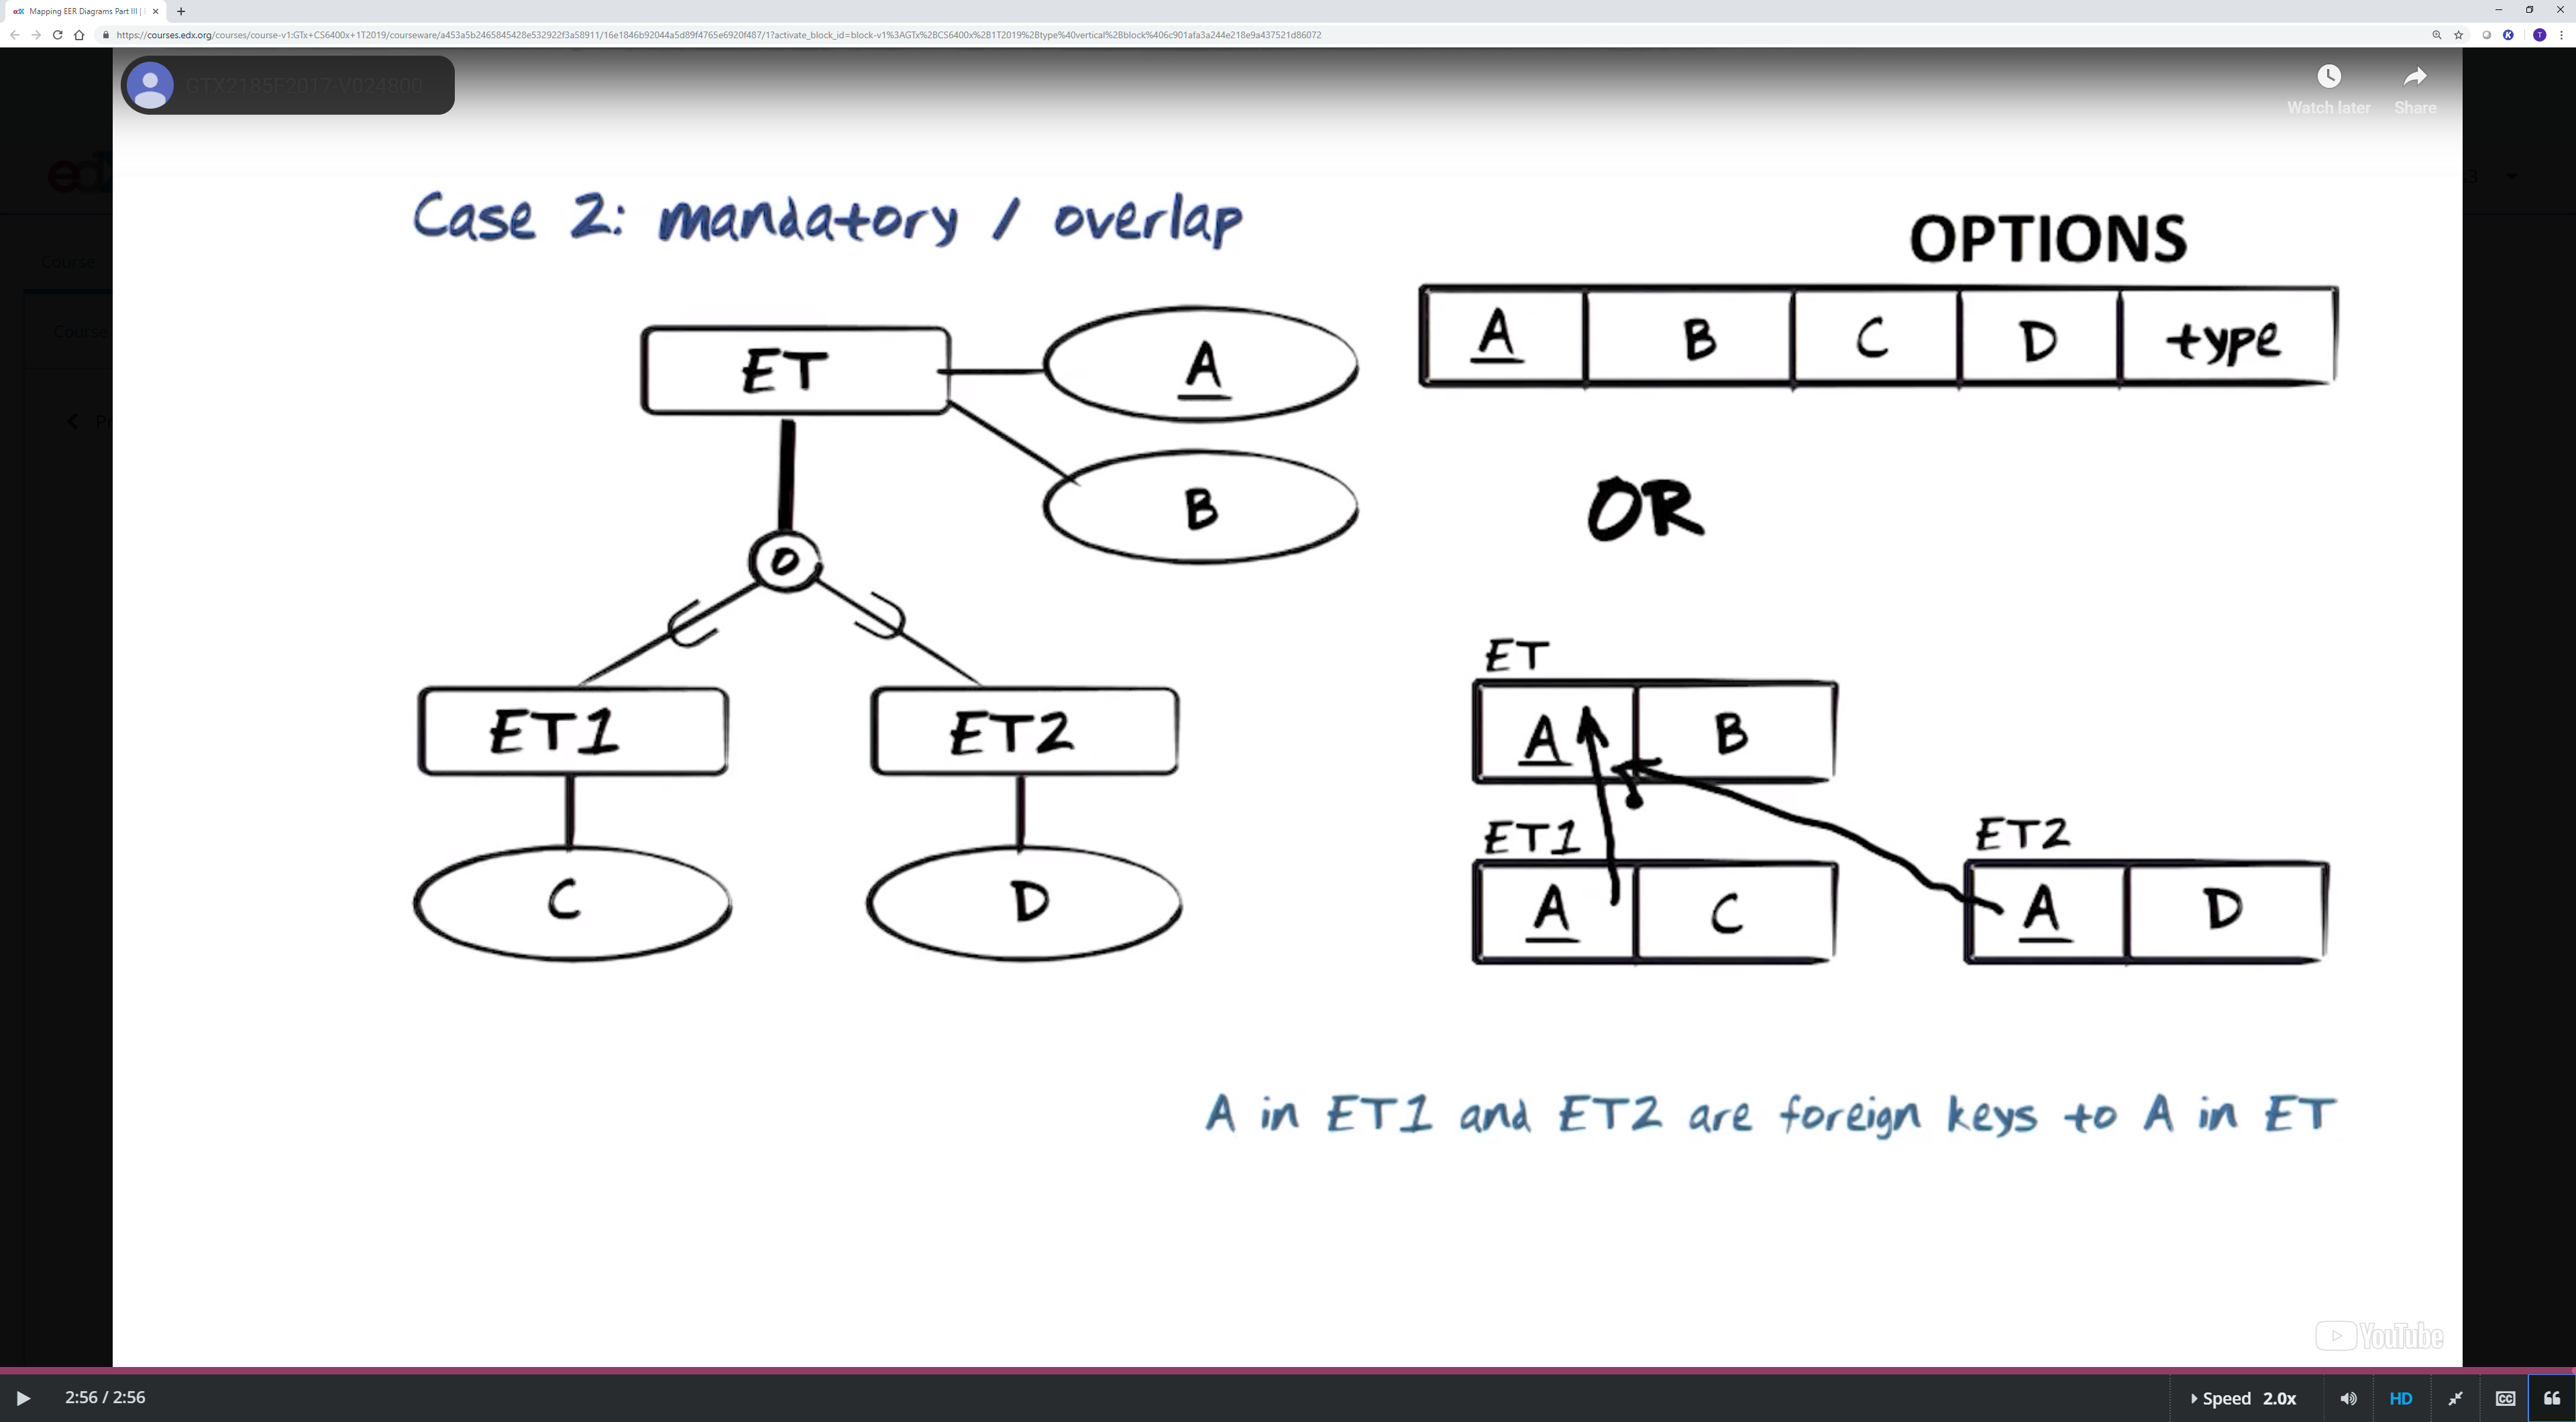 Mapping EER Diagrams Part III |
https://courses.edx.org/courses/course-v1:GTx+CS6400x+1T2019/courseware/a453a5b2465845428e532922f3a58911/16e1846b92044a5d89f4765e6920f487/1?activate_block_id=block-v1%3AGTx%2BCS6400x%2B1T2019%2Btype%40vertical%2Bblock%406c901afa3a244e218e9a437521d86072
GTX2185F2017-V024800
Watch later
Share
Course
Course
Case 2: mandatory / overlap
OPTIONS
ET
A
B
O
ET1
ET2
C
D
A B C D type
OR
ET
A B
ET1
A C
ET2
A D
A in ET1 and ET2 are foreign keys to A in ET
YouTube
2:56 / 2:56
Speed 2.0x
HD
CC